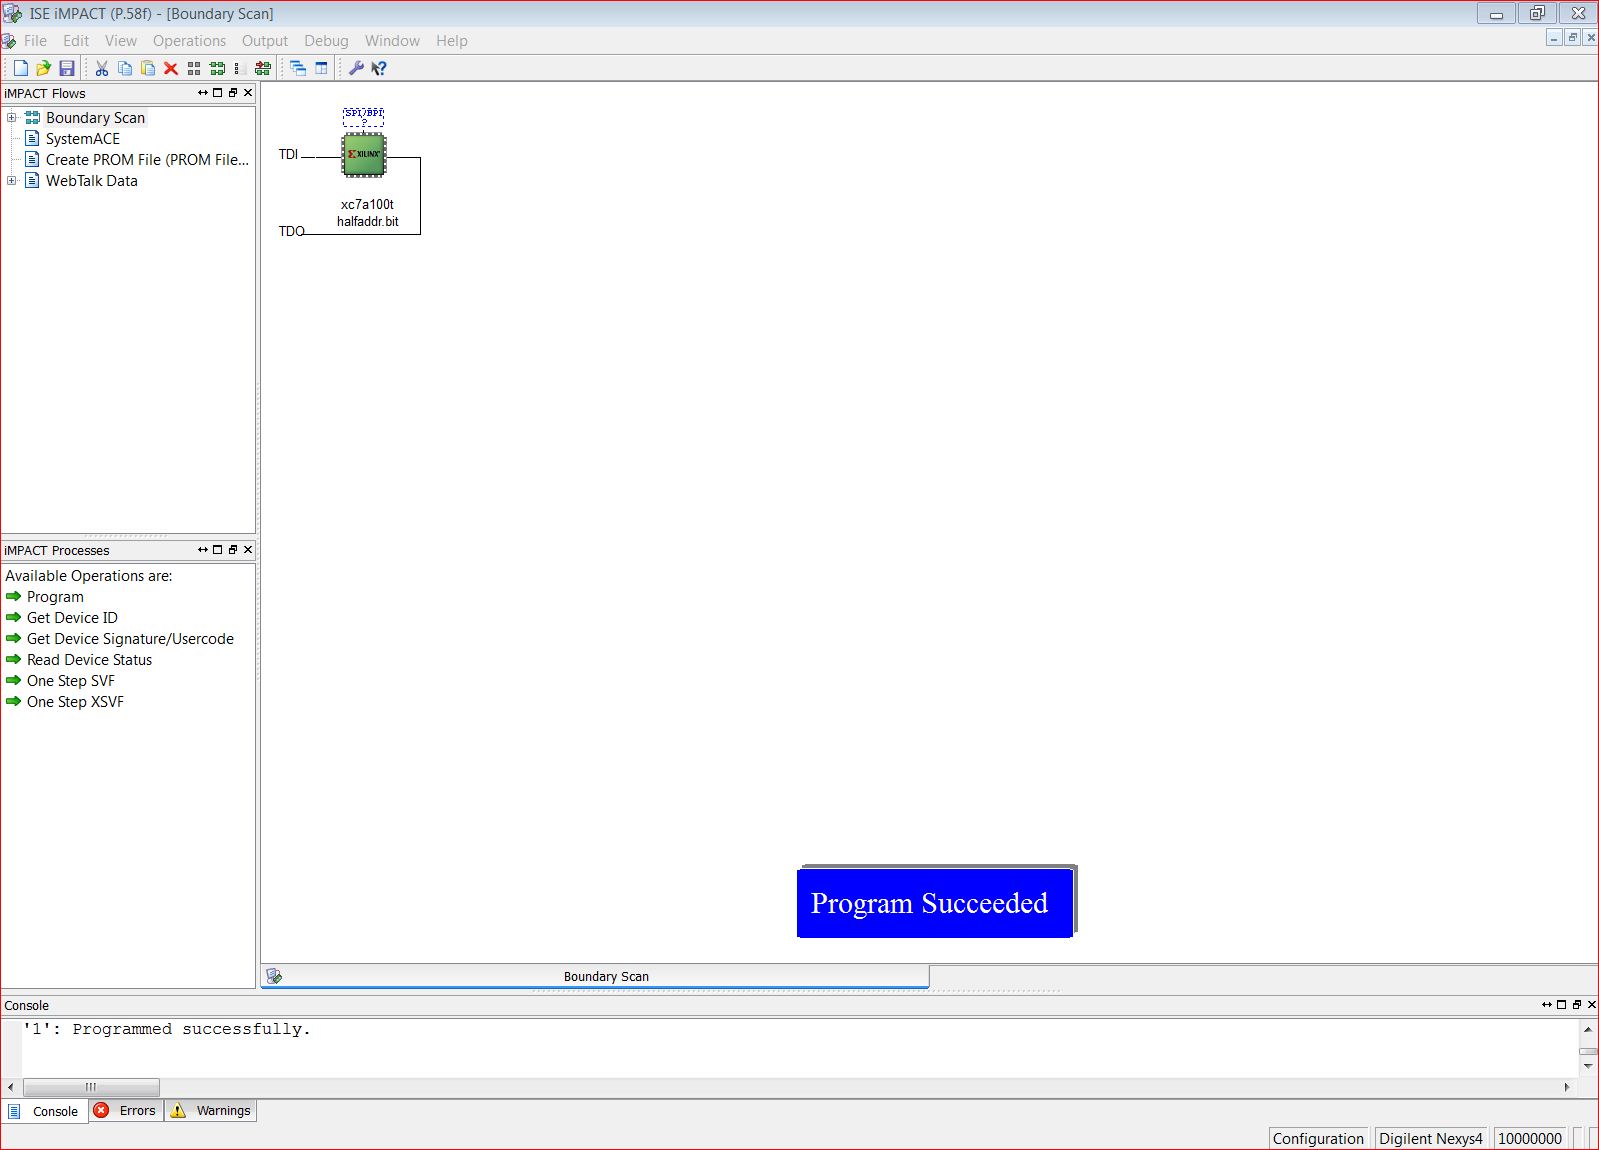 ISE iMPACT (P.58f) - [Boundary Scan]
File Edit View Operations Output Debug Window Help
iMPACT Flows
Boundary Scan
SystemACE
Create PROM File (PROM File...
WebTalk Data
SPI/BPI
?
TDI
XILINX
xc7a100t
halfaddr.bit
TDO
iMPACT Processes
Available Operations are:
Program
Get Device ID
Get Device Signature/Usercode
Read Device Status
One Step SVF
One Step XSVF
Program Succeeded
Boundary Scan
Console
'1': Programmed successfully.
Console Errors Warnings
Configuration Digilent Nexys4 10000000